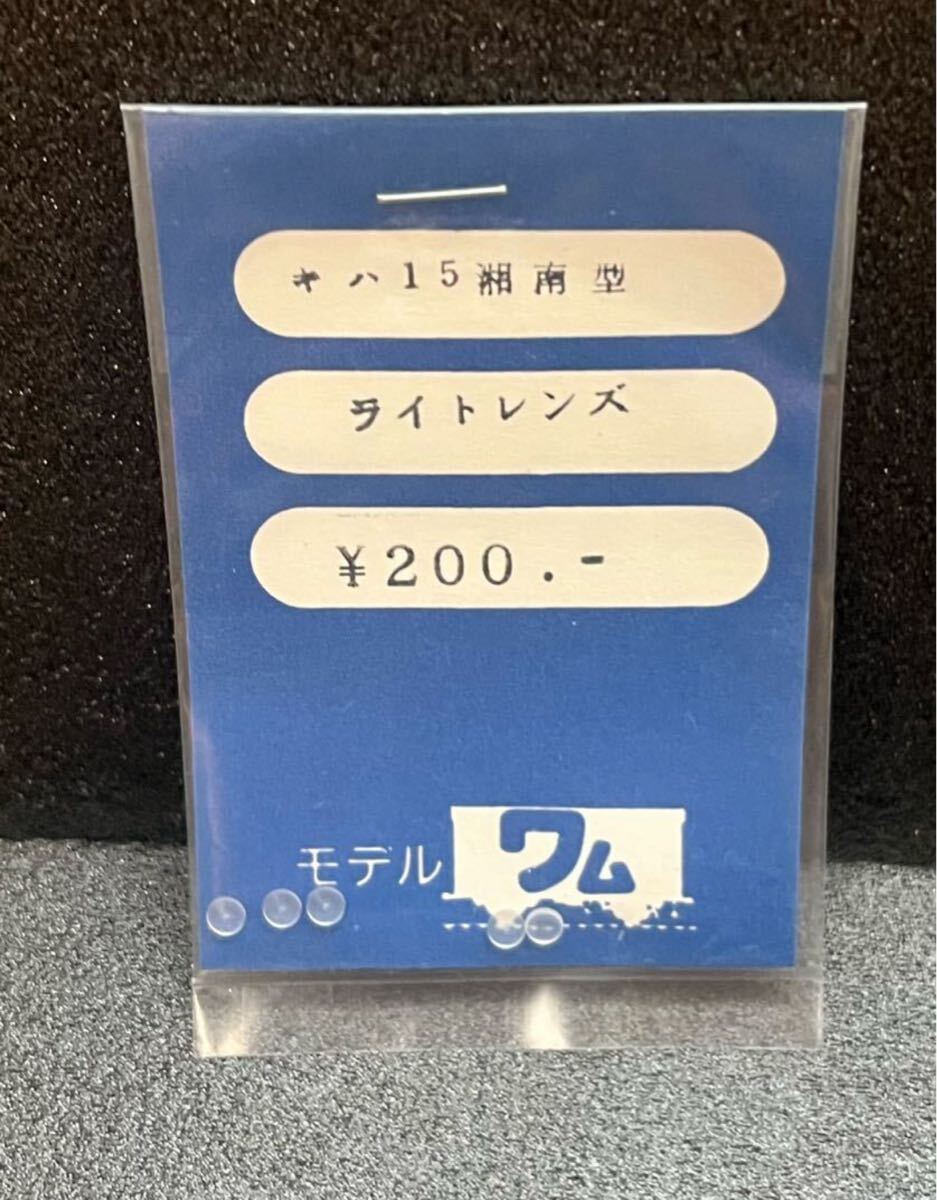 キハ15湘南型
ライトレンズ
¥200.-
モデルワム